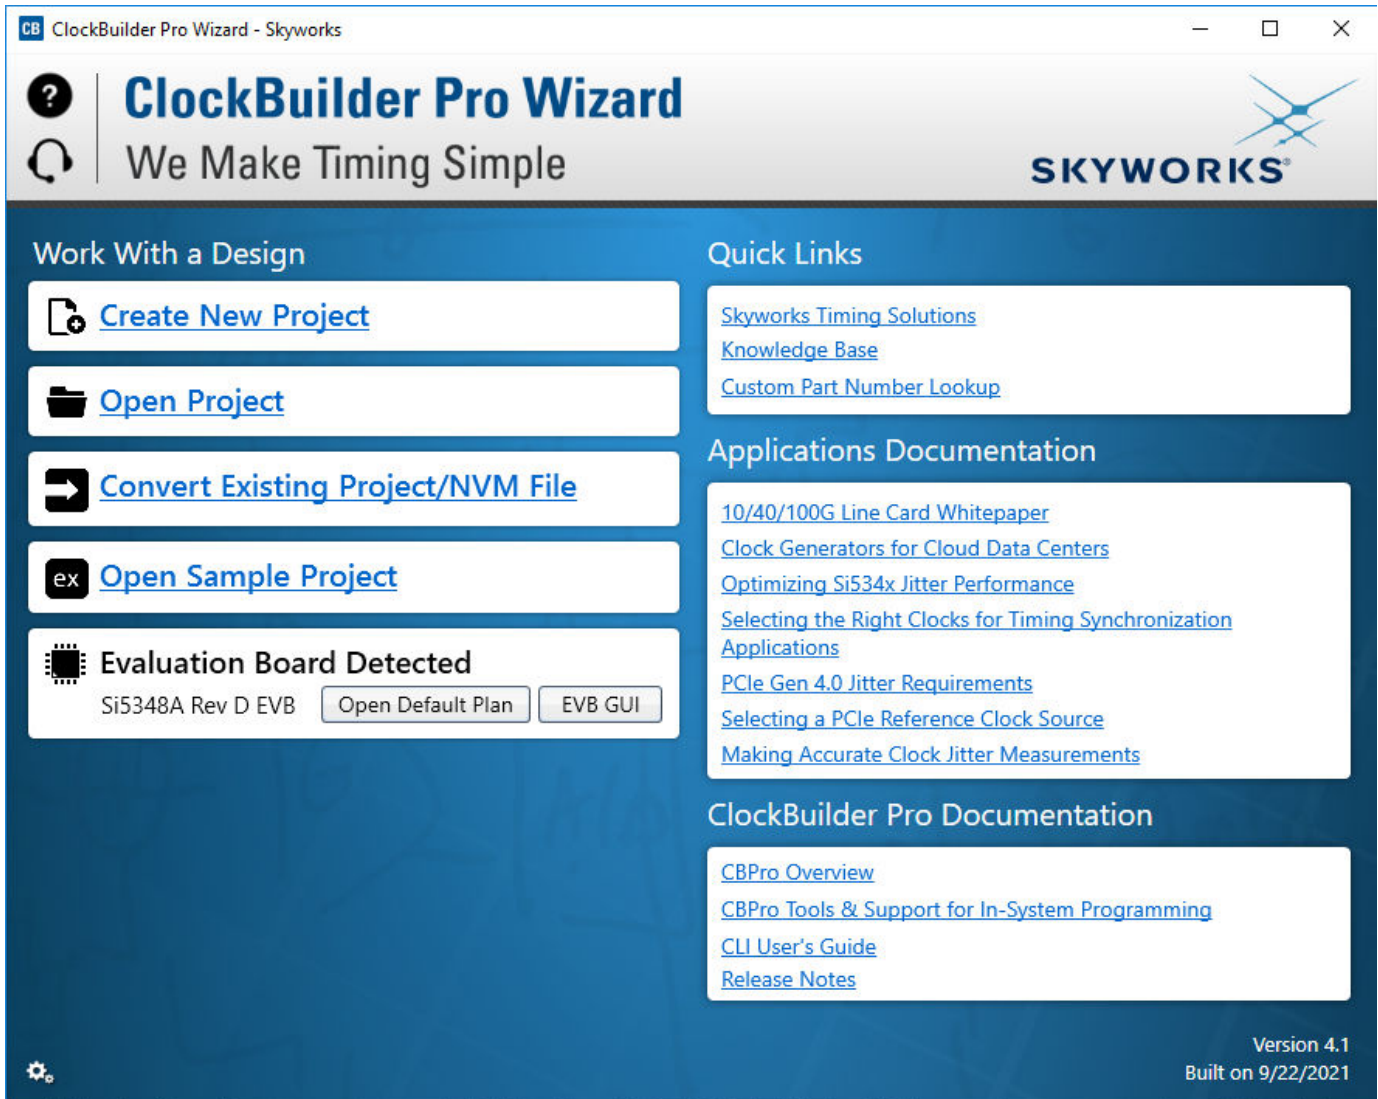 CB ClockBuilder Pro Wizard - Skyworks
? ClockBuilder Pro Wizard
We Make Timing Simple
SKYWORKS®
Work With a Design
Create New Project
Open Project
Convert Existing Project/NVM File
ex Open Sample Project
Evaluation Board Detected
Si5348A Rev D EVB Open Default Plan EVB GUI
Quick Links
Skyworks Timing Solutions
Knowledge Base
Custom Part Number Lookup
Applications Documentation
10/40/100G Line Card Whitepaper
Clock Generators for Cloud Data Centers
Optimizing Si534x Jitter Performance
Selecting the Right Clocks for Timing Synchronization
Applications
PCIe Gen 4.0 Jitter Requirements
Selecting a PCIe Reference Clock Source
Making Accurate Clock Jitter Measurements
ClockBuilder Pro Documentation
CBPro Overview
CBPro Tools & Support for In-System Programming
CLI User's Guide
Release Notes
Version 4.1
Built on 9/22/2021